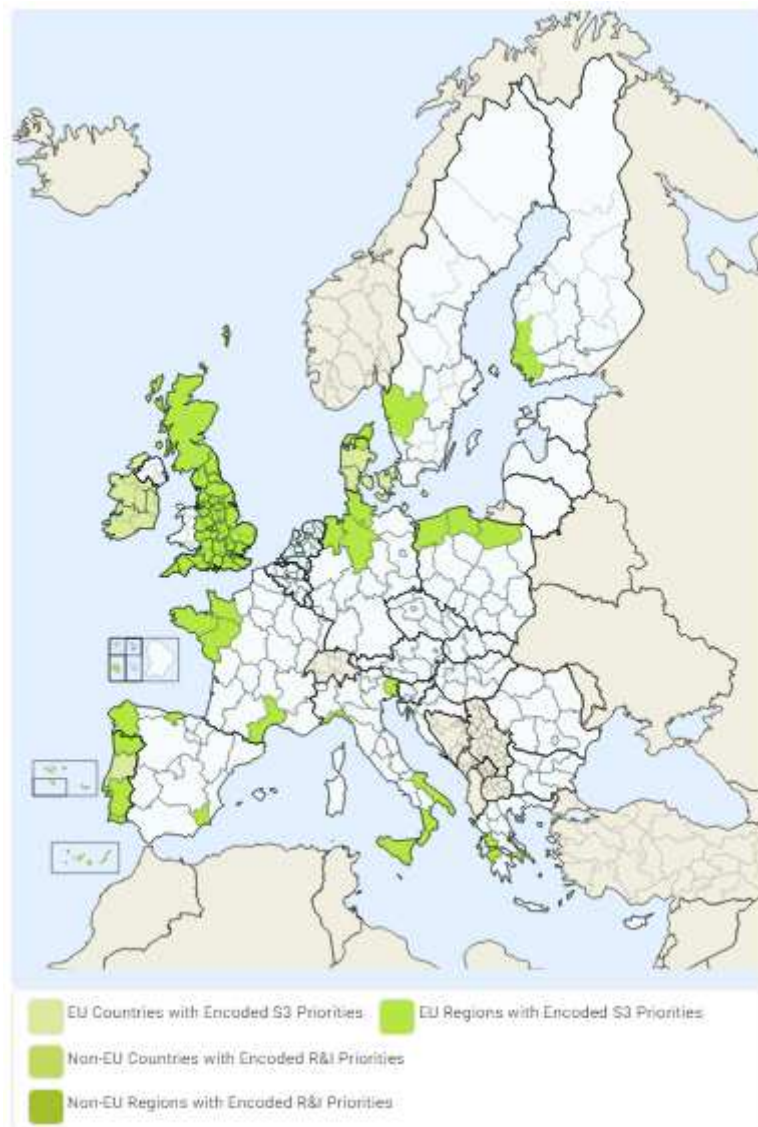 EU Countries with Encoded S3 Priorities
EU Regions with Encoded S3 Priorities
Non-EU Countries with Encoded R&I Priorities
Non-EU Regions with Encoded R&I Priorities